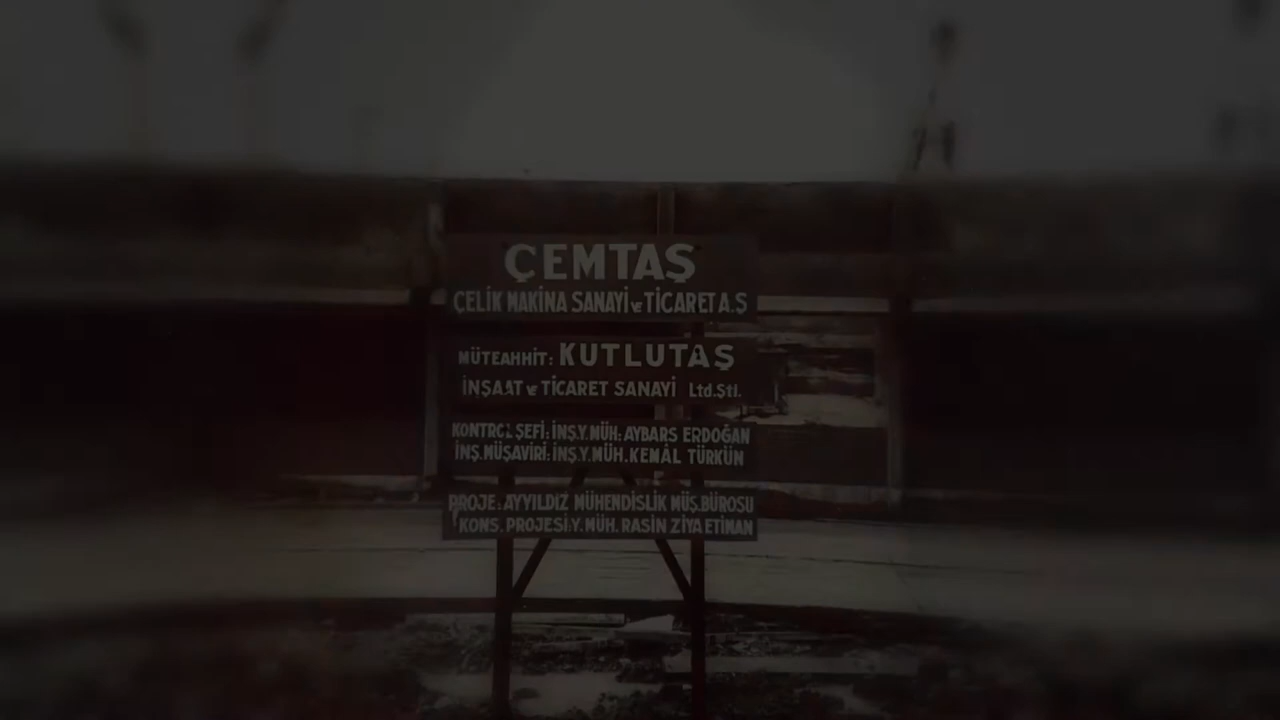 ÇEMTAŞ
ÇELİK MAKİNA SANAYİ ve TİCARET A.Ş
MÜTEAHHİT: KUTLUTAŞ
İNŞAAT ve TİCARET SANAYİ Ltd.Şti.
KONTROL ŞEFİ: İNŞ.Y.MÜH: AYBARS ERDOĞAN
İNŞ.MÜŞAVİRİ: İNŞ.Y.MÜH.KEMÂL TÜRKÜN
PROJE: AYYILDIZ MÜHENDİSLİK MÜŞ.BÜROSU
KONS. PROJESİ:Y. MÜH. RASİN ZİYA ETİMAN